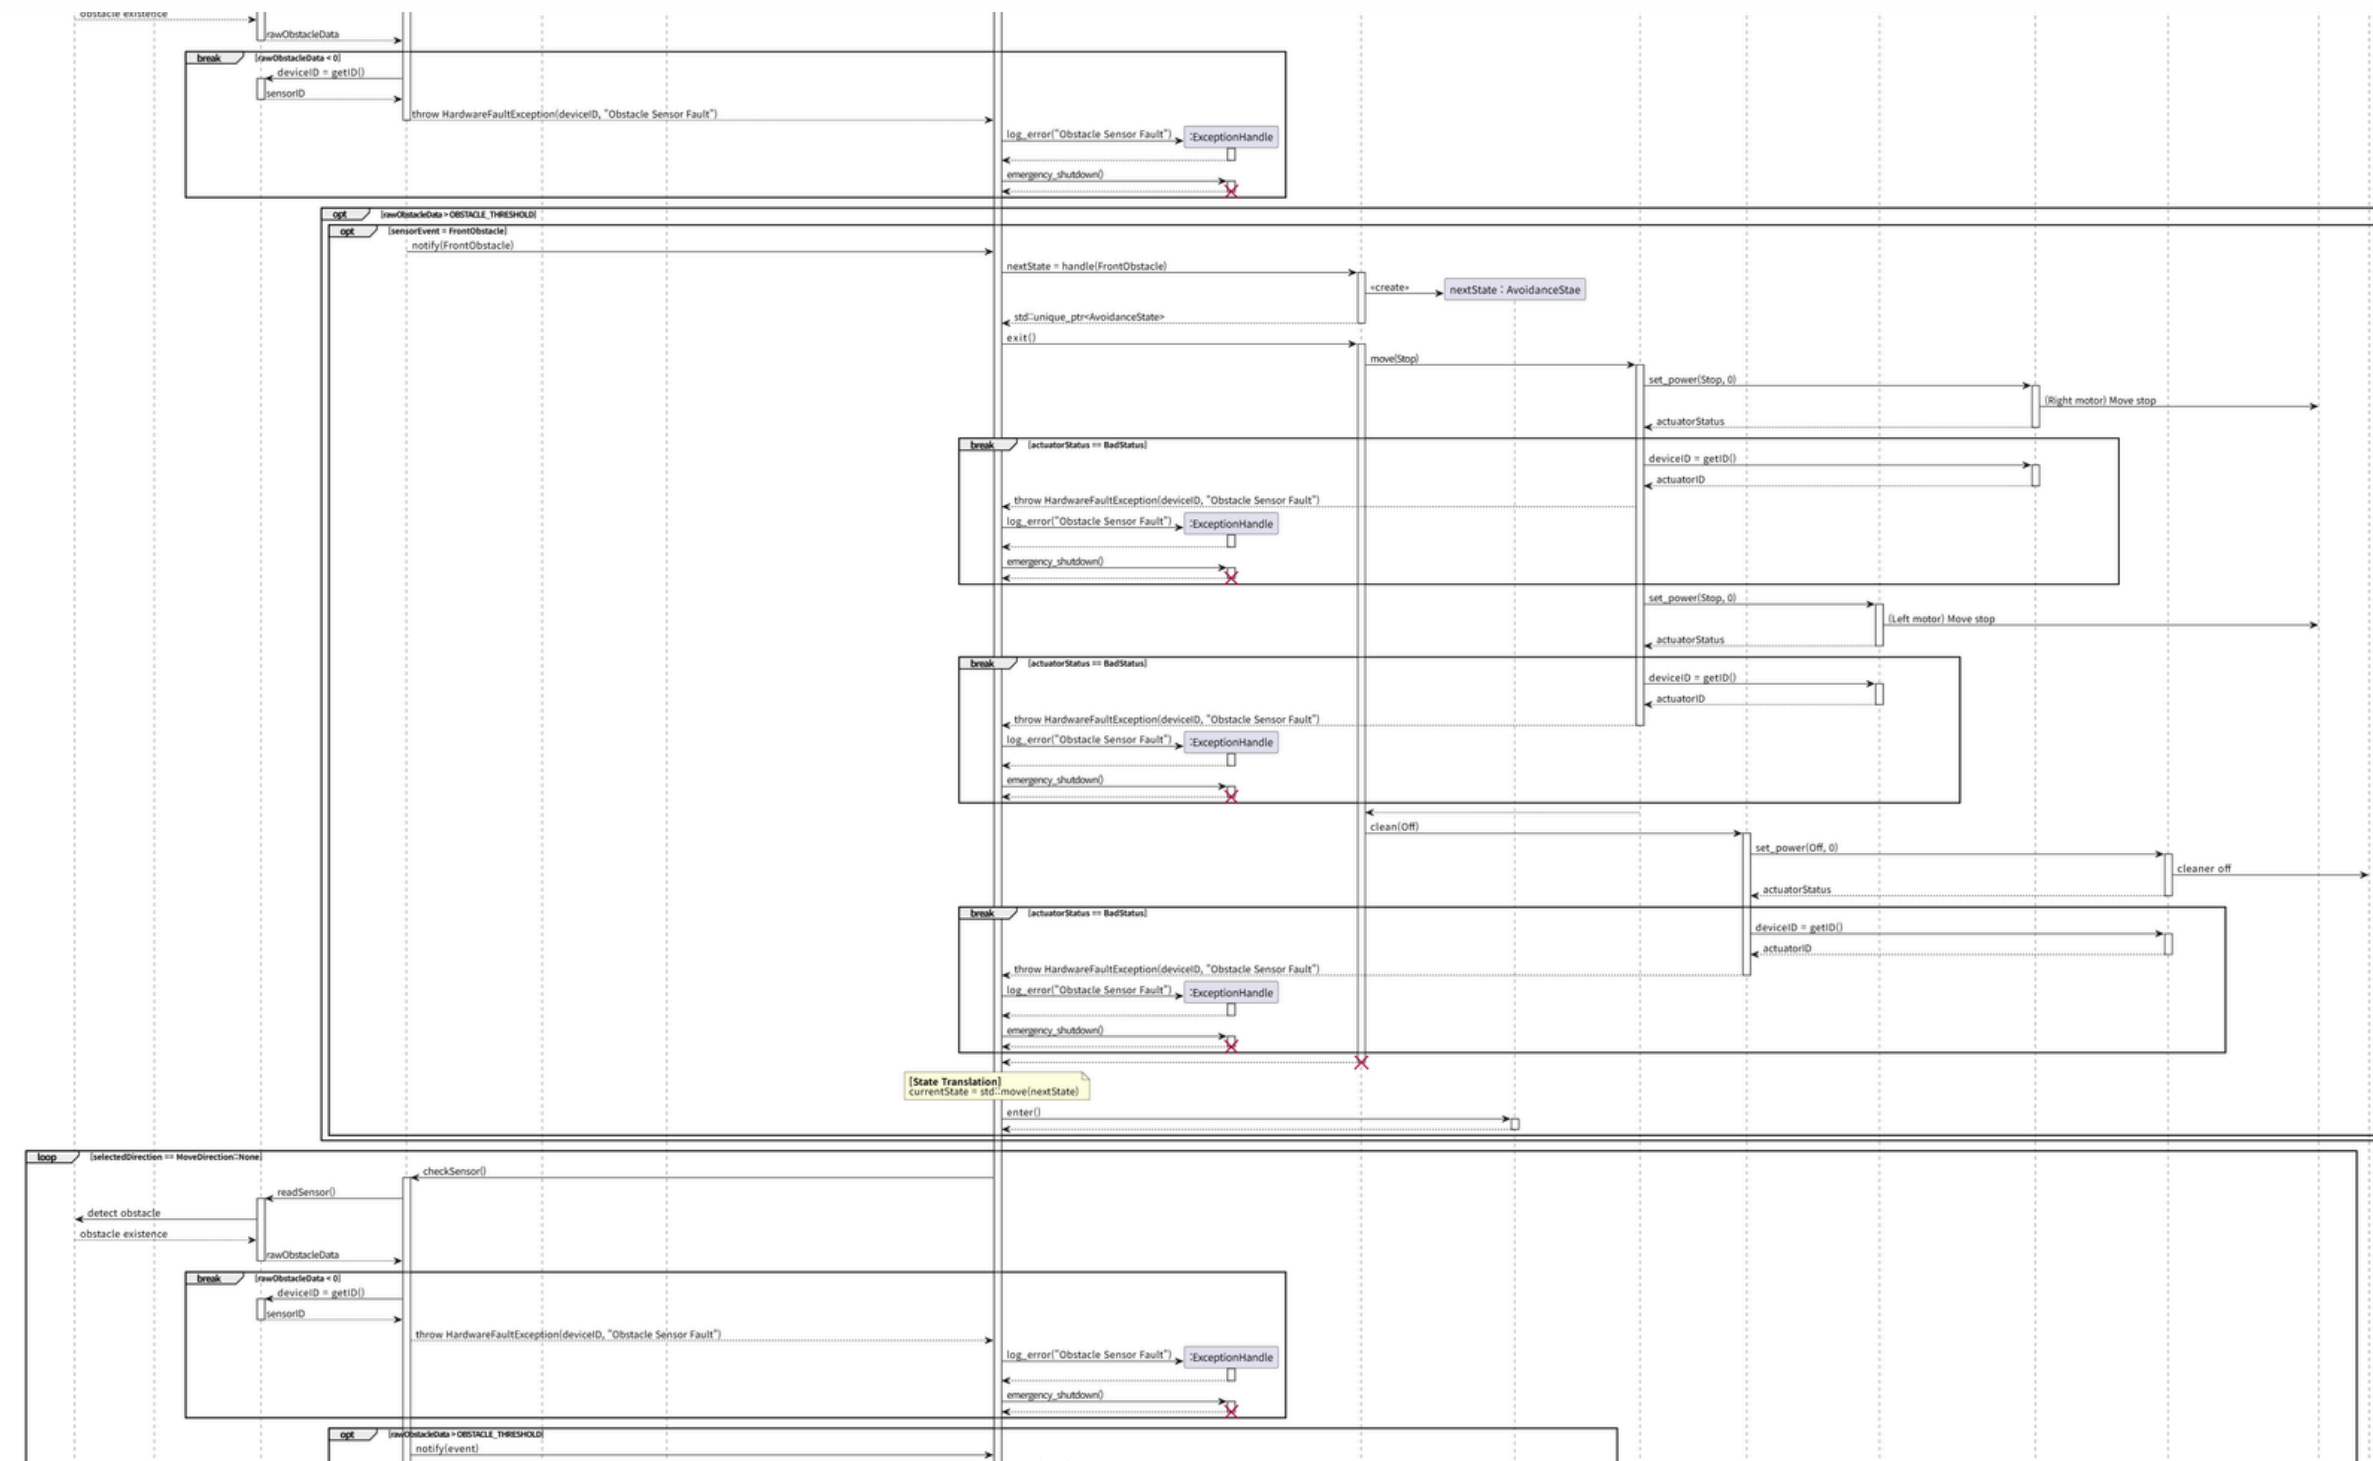 obstacle existence
rawObstacleData
break [rawObstacleData < 0]
deviceID = getID()
sensorID
throw HardwareFaultException(deviceID, "Obstacle Sensor Fault")
log_error("Obstacle Sensor Fault") :ExceptionHandle
emergency_shutdown()
opt [rawObstacleData > OBSTACLE_THRESHOLD]
opt [sensorEvent = FrontObstacle]
notify(FrontObstacle)
nextState = handle(FrontObstacle)
«create» nextState : AvoidanceStae
std::unique_ptr<AvoidanceState>
exit()
move(Stop)
set_power(Stop, 0)
(Right motor) Move stop
actuatorStatus
break [actuatorStatus == BadStatus]
deviceID = getID()
actuatorID
throw HardwareFaultException(deviceID, "Obstacle Sensor Fault")
log_error("Obstacle Sensor Fault") :ExceptionHandle
emergency_shutdown()
set_power(Stop, 0)
(Left motor) Move stop
actuatorStatus
break [actuatorStatus == BadStatus]
deviceID = getID()
actuatorID
throw HardwareFaultException(deviceID, "Obstacle Sensor Fault")
log_error("Obstacle Sensor Fault") :ExceptionHandle
emergency_shutdown()
clean(Off)
set_power(Off, 0)
cleaner off
actuatorStatus
break [actuatorStatus == BadStatus]
deviceID = getID()
actuatorID
throw HardwareFaultException(deviceID, "Obstacle Sensor Fault")
log_error("Obstacle Sensor Fault") :ExceptionHandle
emergency_shutdown()
[State Translation]
currentState = std::move(nextState)
enter()
loop [selectedDirection == MoveDirection::None]
checkSensor()
readSensor()
detect obstacle
obstacle existence
rawObstacleData
break [rawObstacleData < 0]
deviceID = getID()
sensorID
throw HardwareFaultException(deviceID, "Obstacle Sensor Fault")
log_error("Obstacle Sensor Fault") :ExceptionHandle
emergency_shutdown()
opt [rawObstacleData > OBSTACLE_THRESHOLD]
notify(event)